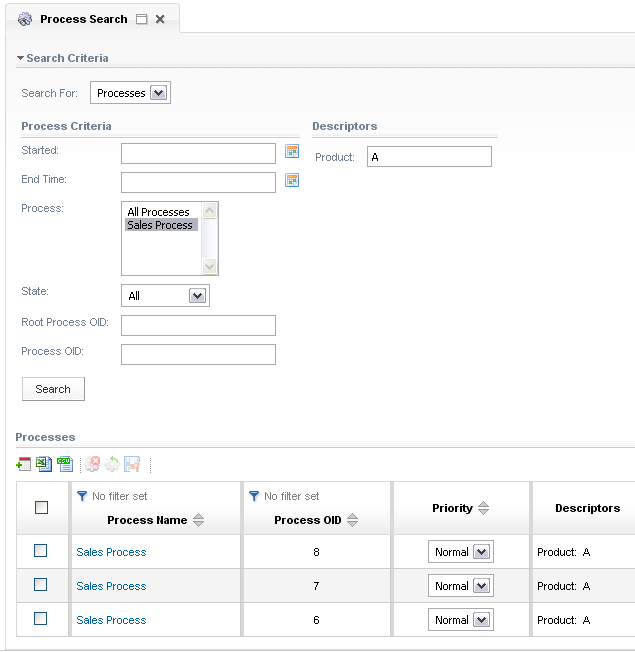 Process Search
Search Criteria
Search For: Processes
Process Criteria
Descriptors
Started:
Product: A
End Time:
Process:
All Processes
Sales Process
State: All
Root Process OID:
Process OID:
Search
Processes
No filter set
No filter set
Process Name
Process OID
Priority
Descriptors
Sales Process 8 Normal Product: A
Sales Process 7 Normal Product: A
Sales Process 6 Normal Product: A